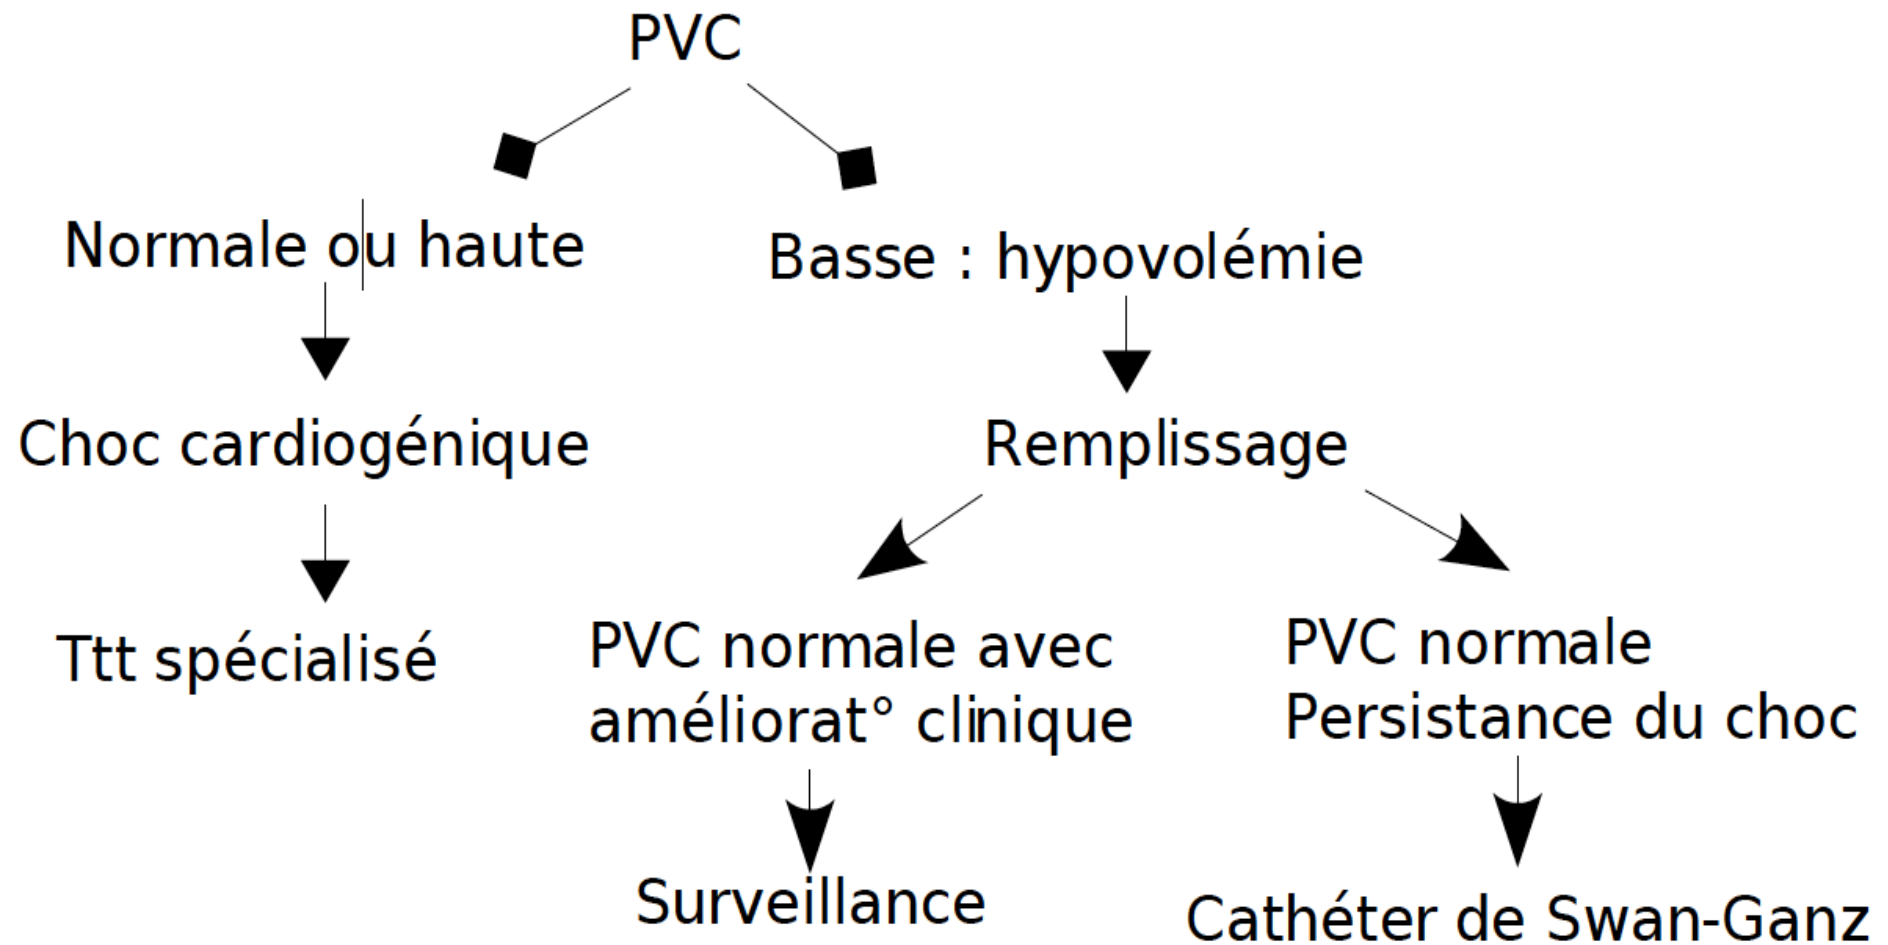 PVC
Normale ou haute
Basse : hypovolémie
Choc cardiogénique
Remplissage
Ttt spécialisé
PVC normale avec
améliorat° clinique
PVC normale
Persistance du choc
Surveillance
Cathéter de Swan-Ganz